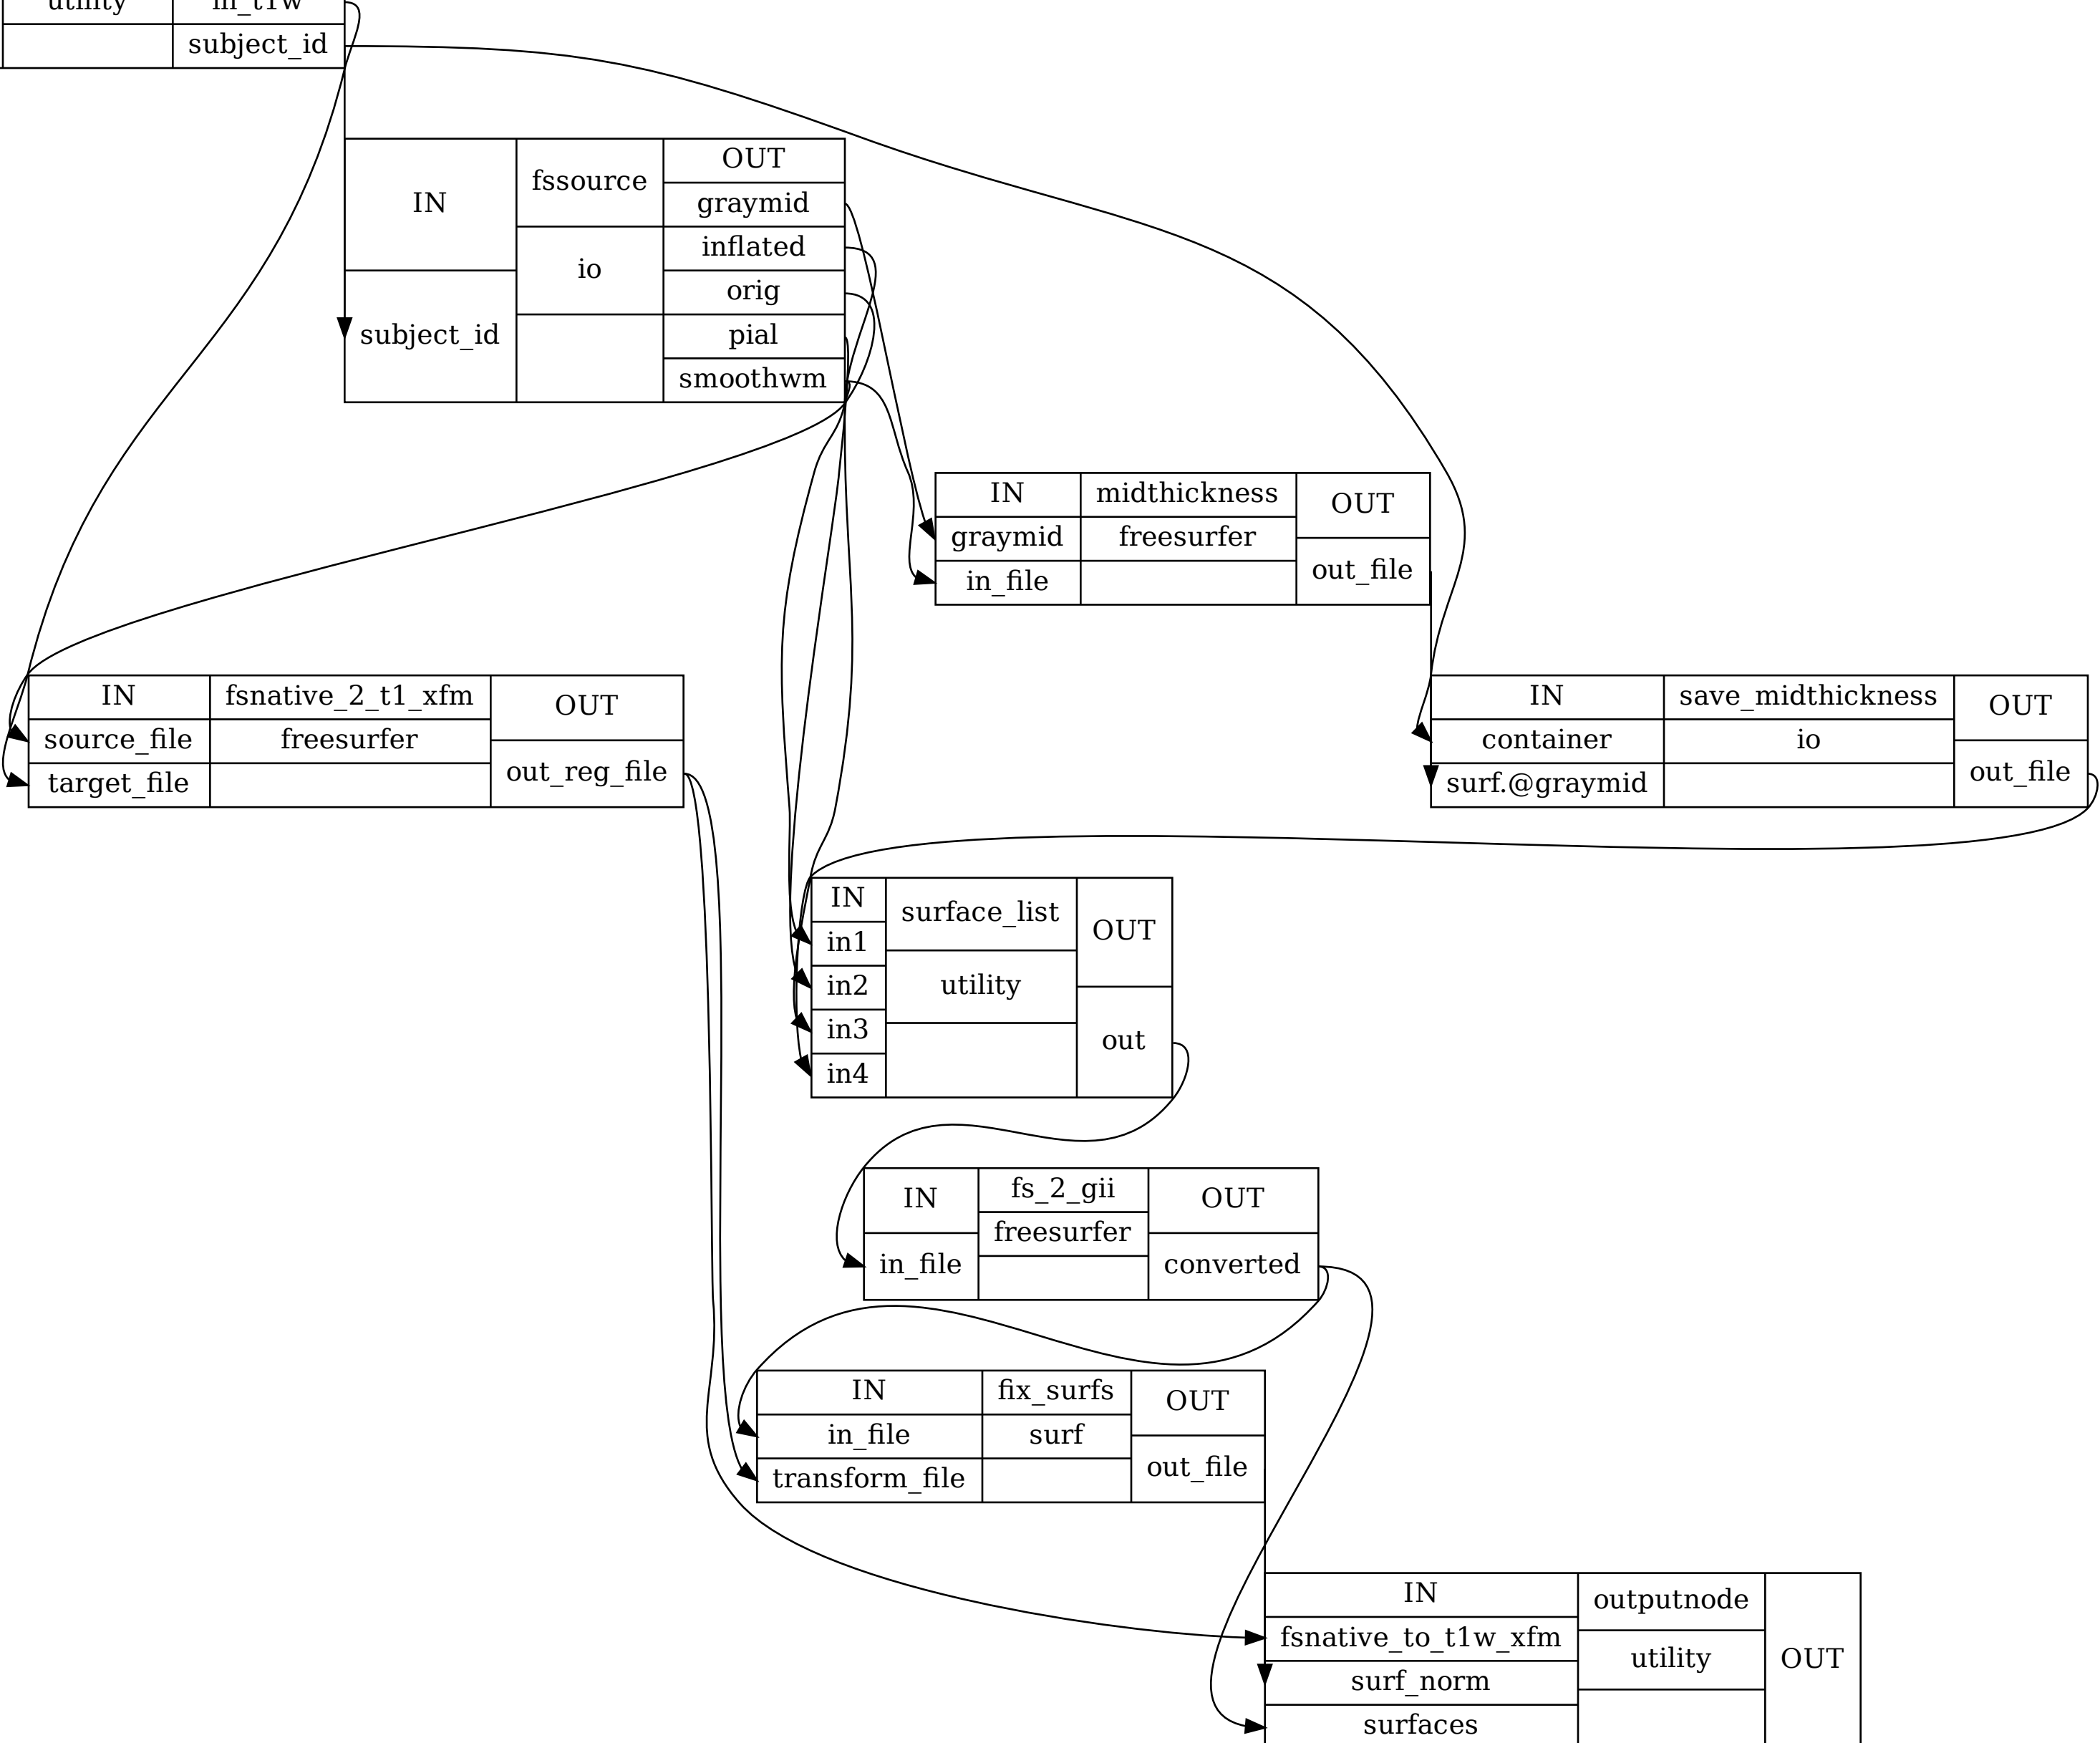 utility in_t1w
subject_id
IN fssource OUT
graymid
inflated
io
orig
subject_id pial
smoothwm
IN midthickness OUT
graymid freesurfer
in_file out_file
IN fsnative_2_t1_xfm OUT
source_file freesurfer
target_file out_reg_file
IN save_midthickness OUT
container io
surf.@graymid out_file
IN surface_list OUT
in1
in2 utility
in3 out
in4
IN fs_2_gii OUT
freesurfer
in_file converted
IN fix_surfs OUT
in_file surf
transform_file out_file
IN outputnode
fsnative_to_t1w_xfm utility OUT
surf_norm
surfaces